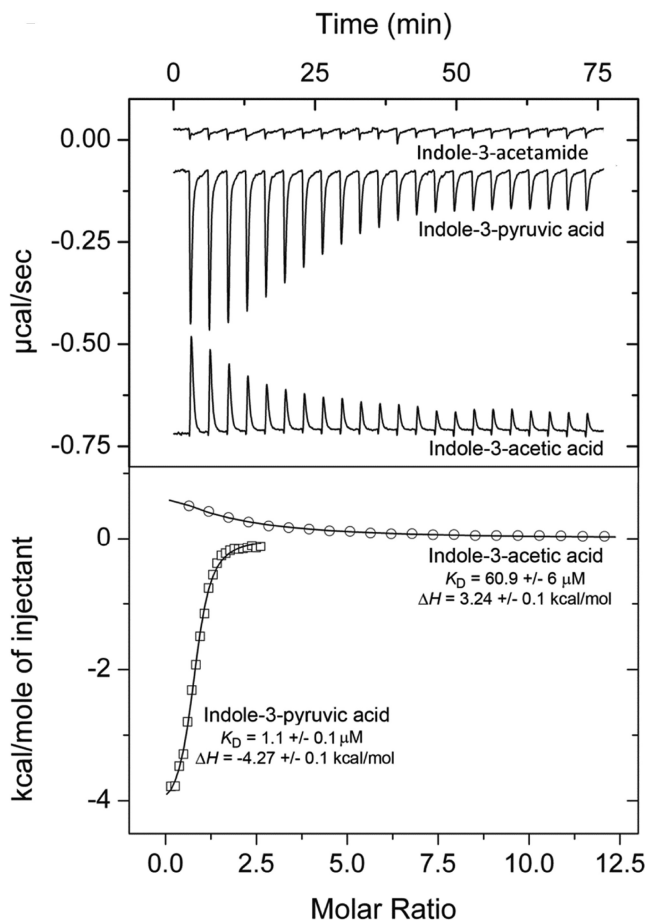 Time (min)
0 25 50 75
0.00
Indole-3-acetamide
Indole-3-pyruvic acid
-0.25
µcal/sec
-0.50
Indole-3-acetic acid
-0.75
0
Indole-3-acetic acid
KD = 60.9 +/- 6 µM
ΔH = 3.24 +/- 0.1 kcal/mol
kcal/mole of injectant
-2
Indole-3-pyruvic acid
KD = 1.1 +/- 0.1 µM
ΔH = -4.27 +/- 0.1 kcal/mol
-4
0.0 2.5 5.0 7.5 10.0 12.5
Molar Ratio